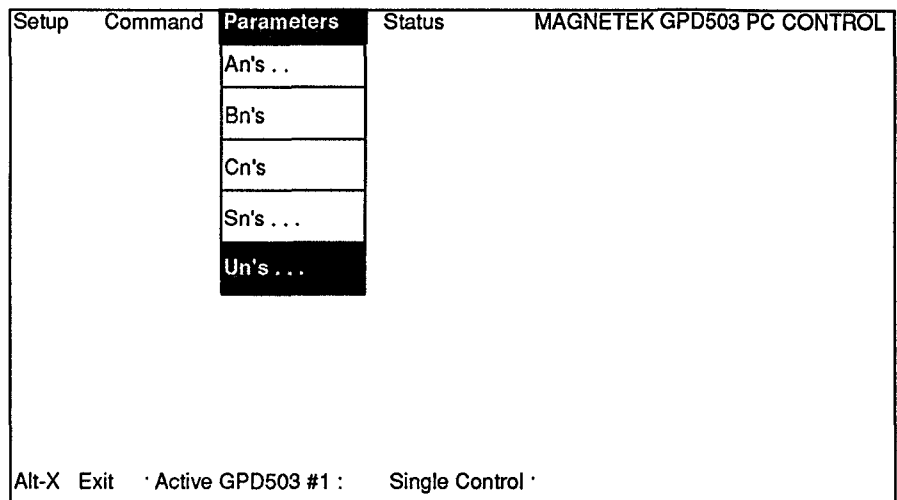 Setup Command Parameters Status MAGNETEK GPD503 PC CONTROL
An's . .
Bn's
Cn's
Sn's . . .
Un's . . .
Alt-X Exit · Active GPD503 #1 : Single Control ·